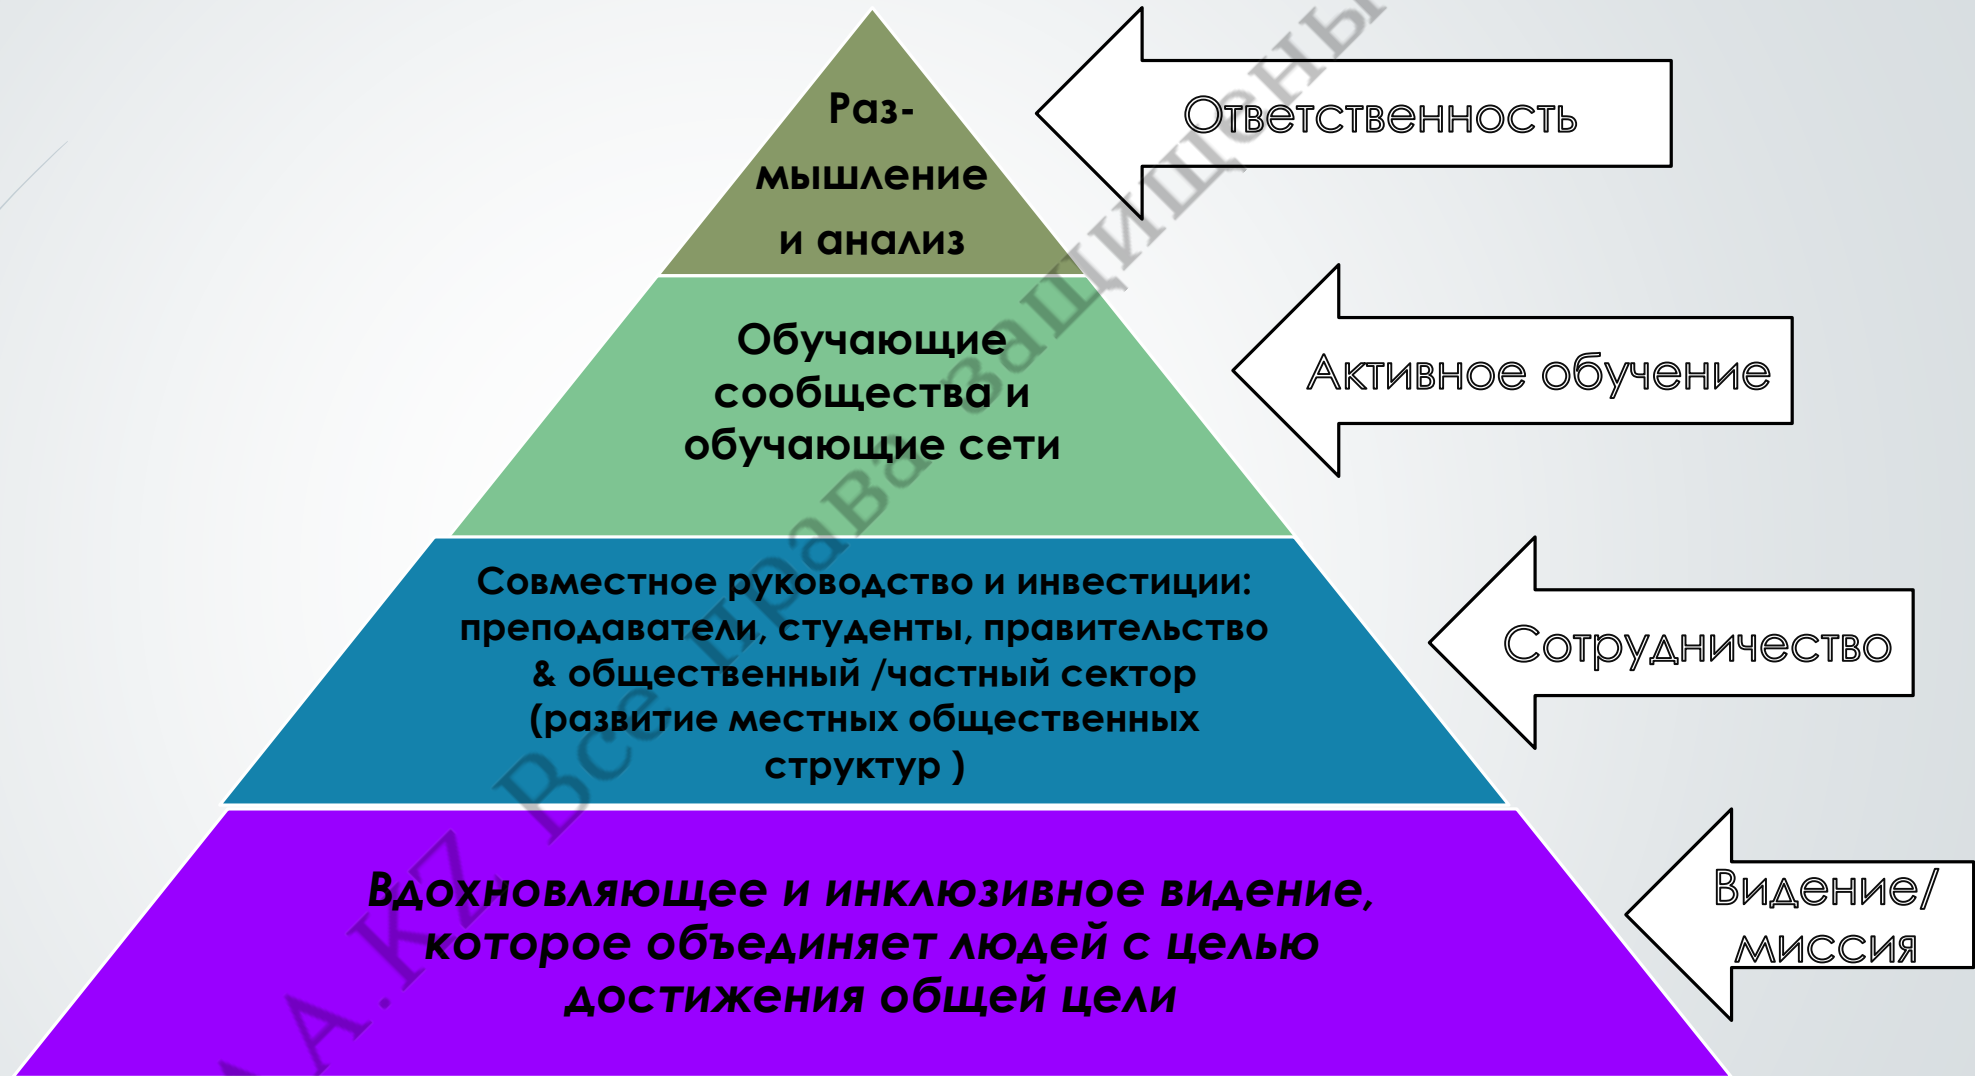 Раз-
мышление
и анализ
Ответственность
Обучающие
сообщества и
обучающие сети
Активное обучение
Совместное руководство и инвестиции:
преподаватели, студенты, правительство
& общественный /частный сектор
(развитие местных общественных
структур )
Сотрудничество
Вдохновляющее и инклюзивное видение,
которое объединяет людей с целью
достижения общей цели
Видение/
миссия
A.KZ Все права защищены